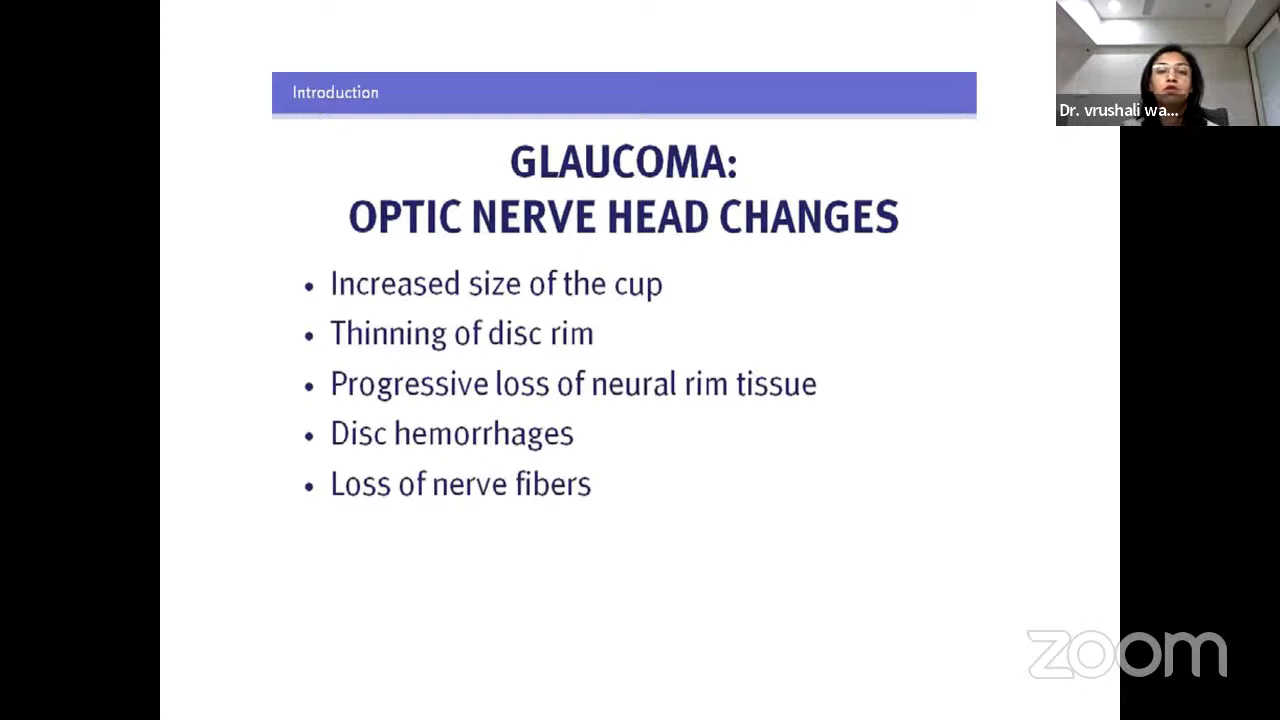 Introduction
Dr. vrushali wa...
GLAUCOMA:
OPTIC NERVE HEAD CHANGES
• Increased size of the cup
• Thinning of disc rim
• Progressive loss of neural rim tissue
• Disc hemorrhages
• Loss of nerve fibers
zoom